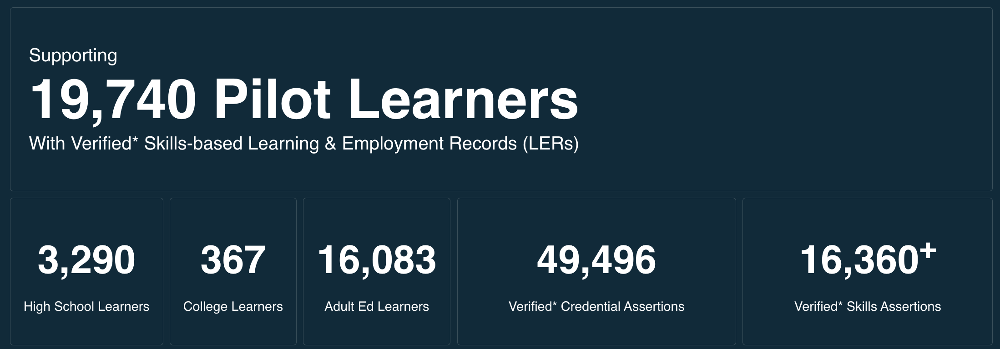 Supporting
19,740 Pilot Learners
With Verified* Skills-based Learning & Employment Records (LERs)
3,290
High School Learners
367
College Learners
16,083
Adult Ed Learners
49,496
Verified* Credential Assertions
16,360+
Verified* Skills Assertions